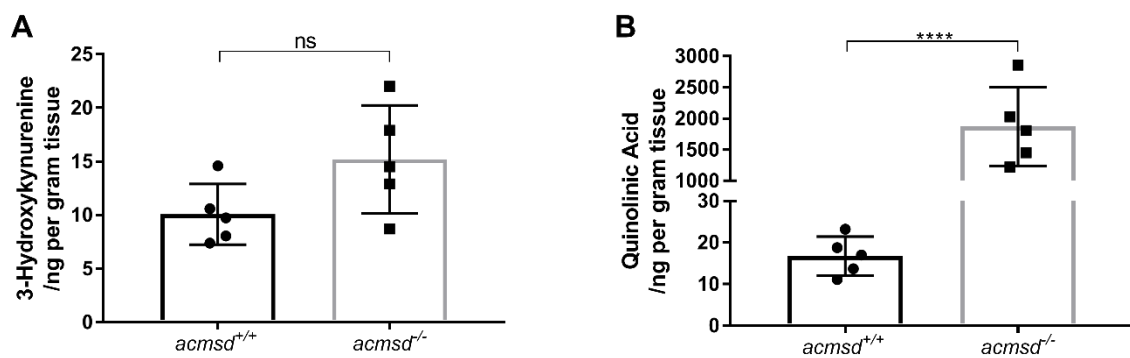 A
ns
3-Hydroxykynurenine
/ng per gram tissue
25
20
15
10
5
0
acmsd+/+
acmsd-/-
B
****
Quinolinic Acid
/ng per gram tissue
3000
2500
2000
1500
1000
30
20
10
0
acmsd+/+
acmsd-/-